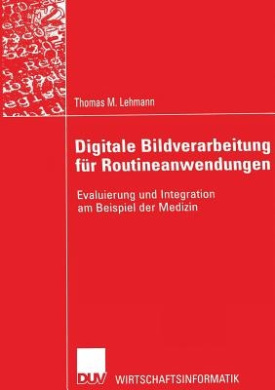 Thomas M. Lehmann
Digitale Bildverarbeitung
für Routineanwendungen
Evaluierung und Integration
am Beispiel der Medizin
DUV
WIRTSCHAFTSINFORMATIK